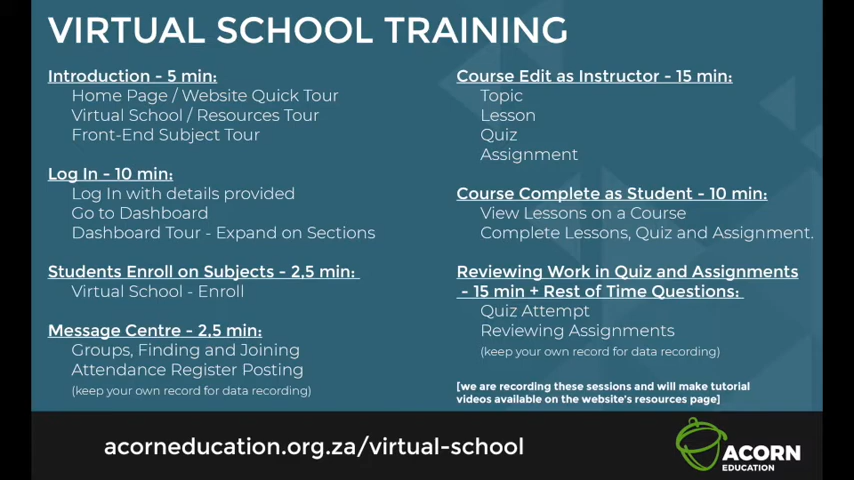 VIRTUAL SCHOOL TRAINING
Introduction - 5 min:
Home Page / Website Quick Tour
Virtual School / Resources Tour
Front-End Subject Tour
Log In - 10 min:
Log In with details provided
Go to Dashboard
Dashboard Tour - Expand on Sections
Students Enroll on Subjects - 2,5 min:
Virtual School - Enroll
Message Centre - 2,5 min:
Groups, Finding and Joining
Attendance Register Posting
(keep your own record for data recording)
Course Edit as Instructor - 15 min:
Topic
Lesson
Quiz
Assignment
Course Complete as Student - 10 min:
View Lessons on a Course
Complete Lessons, Quiz and Assignment.
Reviewing Work in Quiz and Assignments
- 15 min + Rest of Time Questions:
Quiz Attempt
Reviewing Assignments
(keep your own record for data recording)
[we are recording these sessions and will make tutorial
videos available on the website's resources page]
acorneducation.org.za/virtual-school
ACORN
EDUCATION